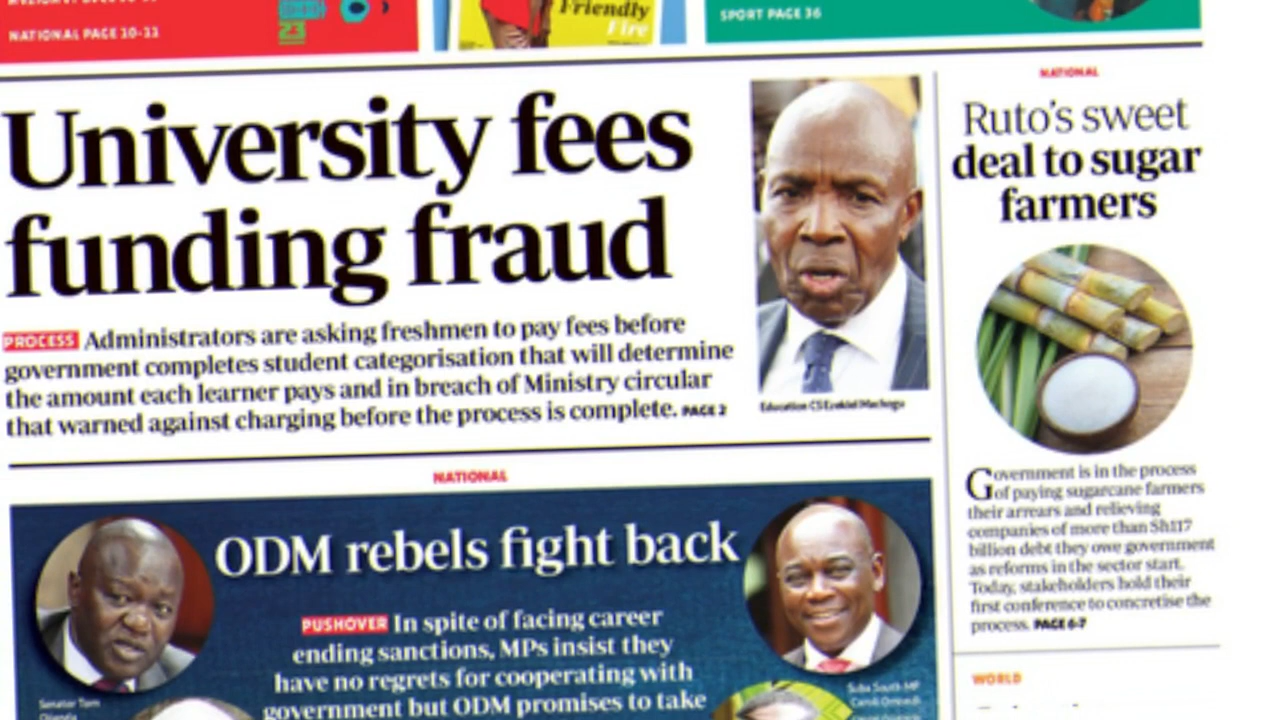 NATIONAL PAGE 10-11
23
Friendly
Fire
SPORT PAGE 36
University fees
funding fraud
PROCESS Administrators are asking freshmen to pay fees before
government completes student categorisation that will determine
the amount each learner pays and in breach of Ministry circular
that warned against charging before the process is complete. PAGE 2
Education CS Ezekiel Machogu
NATIONAL
Ruto's sweet
deal to sugar
farmers
Government is in the process
of paying sugarcane farmers
their arrears and relieving
companies of more than Sh117
billion debt they owe government
as reforms in the sector start.
Today, stakeholders hold their
first conference to concretise the
process. PAGE 6-7
WORLD
NATIONAL
ODM rebels fight back
PUSHOVER In spite of facing career
ending sanctions, MPs insist they
have no regrets for cooperating with
government but ODM promises to take
Senator Tom
Ojienda
Suba South MP
Caroli Omondi